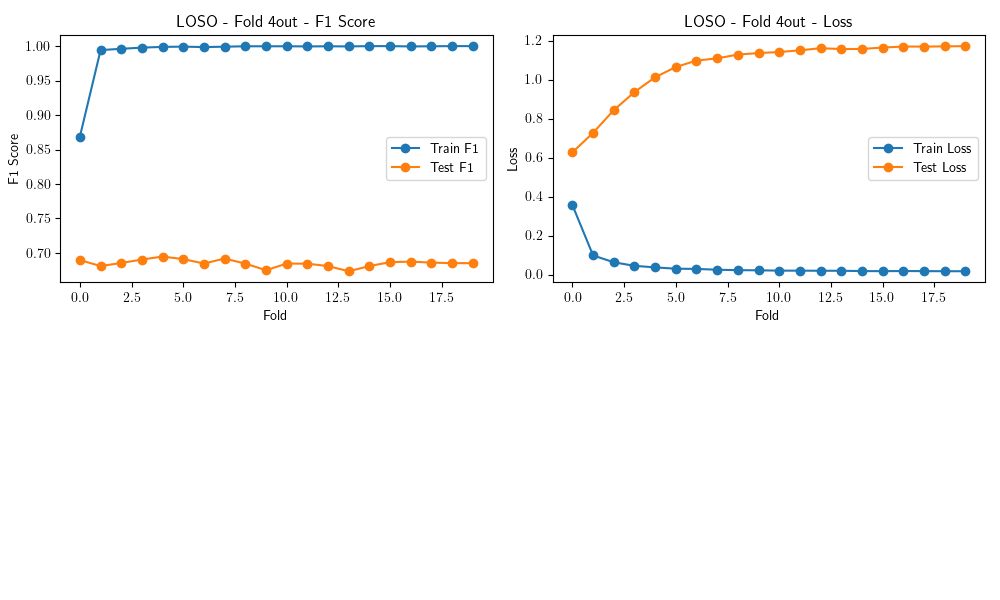 LOSO - Fold 4out - F1 Score
1.00
0.95
0.90
0.85
0.80
0.75
0.70
F1 Score
Train F1
Test F1
0.0 2.5 5.0 7.5 10.0 12.5 15.0 17.5
Fold
LOSO - Fold 4out - Loss
1.2
1.0
0.8
0.6
0.4
0.2
0.0
Loss
Train Loss
Test Loss
0.0 2.5 5.0 7.5 10.0 12.5 15.0 17.5
Fold